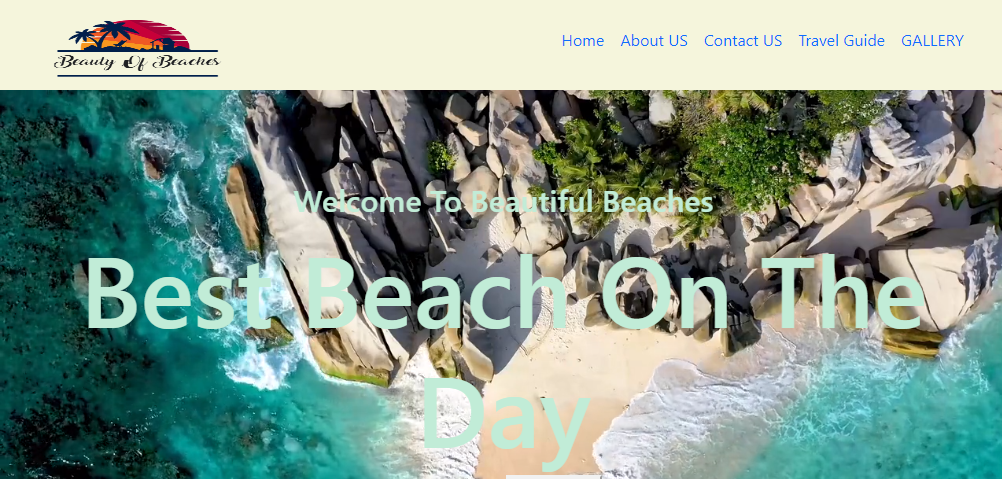 Beauty Of Beaches
Home About US Contact US Travel Guide GALLERY
Welcome To Beautiful Beaches
Best Beach On The
Day